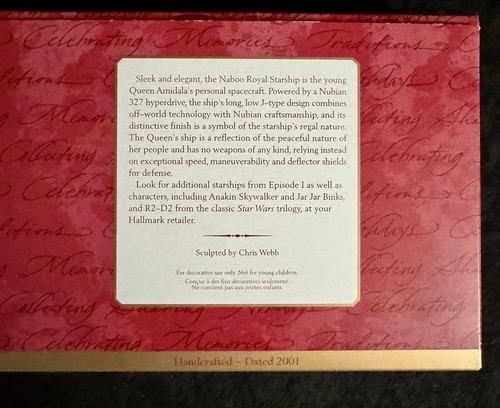 Celebrating Memories Traditions
Sleek and elegant, the Naboo Royal Starship is the young
Queen Amidala's personal spacecraft. Powered by a Nubian
327 hyperdrive, the ship's long, low J-type design combines
off-world technology with Nubian craftsmanship, and its
distinctive finish is a symbol of the starship's regal nature.
The Queen's ship is a reflection of the peaceful nature of
her people and has no weapons of any kind, relying instead
on exceptional speed, maneuverability and deflector shields
for defense.
Look for additional starships from Episode I as well as
characters, including Anakin Skywalker and Jar Jar Binks,
and R2-D2 from the classic Star Wars trilogy, at your
Hallmark retailer.
Sculpted by Chris Webb
For decorative use only. Not for young children.
Conçue à des fins décoratives seulement.
Ne convient pas aux jeunes enfants.
Celebrating Memories Traditions
Handcrafted – Dated 2001